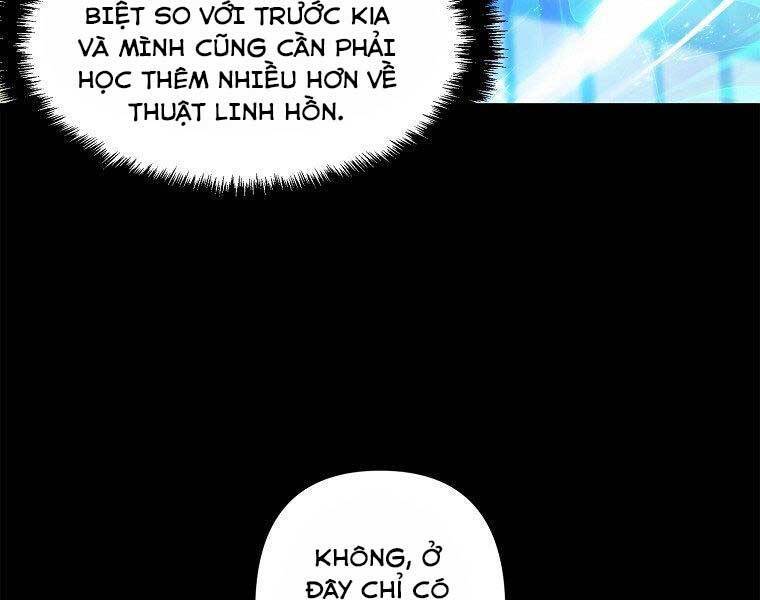 BIỆT SO VỚI TRƯỚC KIA
VÀ MÌNH CŨNG CẦN PHẢI
HỌC THÊM NHIỀU HƠN VỀ
THUẬT LINH HỒN.
KHÔNG, Ở
ĐÂY CHỈ CÓ